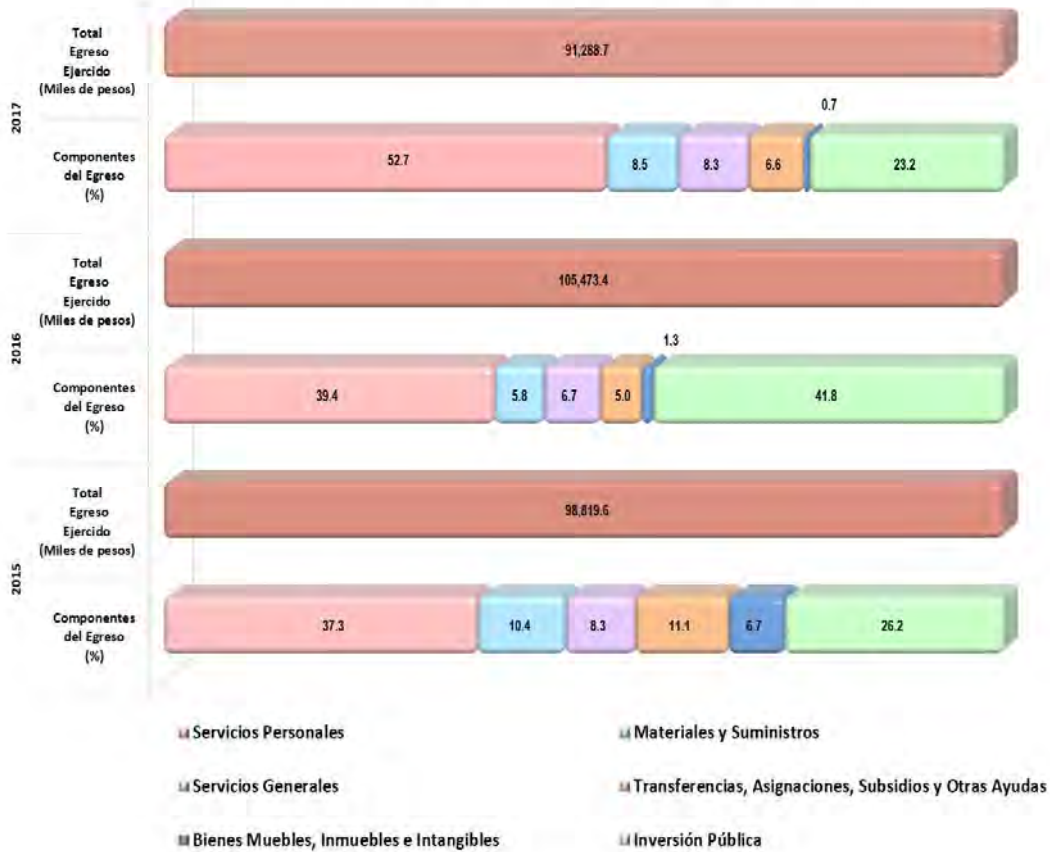 2017
Total
Egreso
Ejercido
(Miles de pesos)
91,288.7
0.7
Componentes
del Egreso
(%)
52.7
8.5
8.3
6.6
23.2
2016
Total
Egreso
Ejercido
(Miles de pesos)
105,473.4
1.3
Componentes
del Egreso
(%)
39.4
5.8
6.7
5.0
41.8
2015
Total
Egreso
Ejercido
(Miles de pesos)
98,819.6
Componentes
del Egreso
(%)
37.3
10.4
8.3
11.1
6.7
26.2
Servicios Personales
Materiales y Suministros
Servicios Generales
Transferencias, Asignaciones, Subsidios y Otras Ayudas
Bienes Muebles, Inmuebles e Intangibles
Inversión Pública